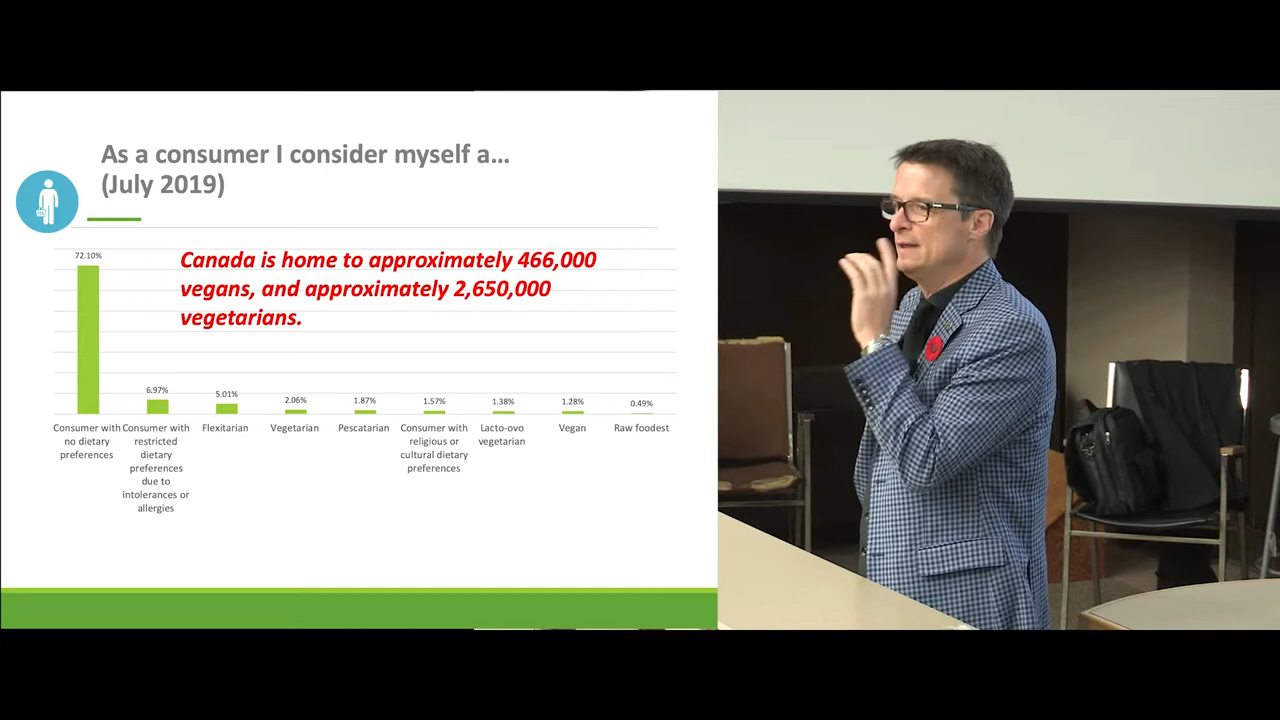 As a consumer I consider myself a...
(July 2019)
Canada is home to approximately 466,000
vegans, and approximately 2,650,000
vegetarians.
72.10%
6.97%
5.01%
2.06%
1.87%
1.57%
1.38%
1.28%
0.49%
Consumer with
no dietary
preferences
Consumer with
restricted
dietary
preferences
due to
intolerances or
allergies
Flexitarian
Vegetarian
Pescatarian
Consumer with
religious or
cultural dietary
preferences
Lacto-ovo
vegetarian
Vegan
Raw foodest